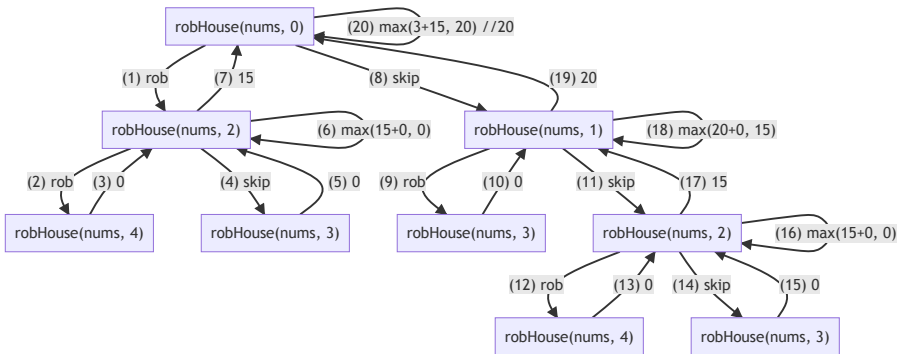 robHouse(nums, 0)
(20) max(3+15, 20) //20
(1) rob
(7) 15
(8) skip
(19) 20
robHouse(nums, 2)
(6) max(15+0, 0)
robHouse(nums, 1)
(18) max(20+0, 15)
(2) rob
(3) 0
(4) skip
(5) 0
(9) rob
(10) 0
(11) skip
(17) 15
robHouse(nums, 4)
robHouse(nums, 3)
robHouse(nums, 3)
robHouse(nums, 2)
(16) max(15+0, 0)
(12) rob
(13) 0
(14) skip
(15) 0
robHouse(nums, 4)
robHouse(nums, 3)